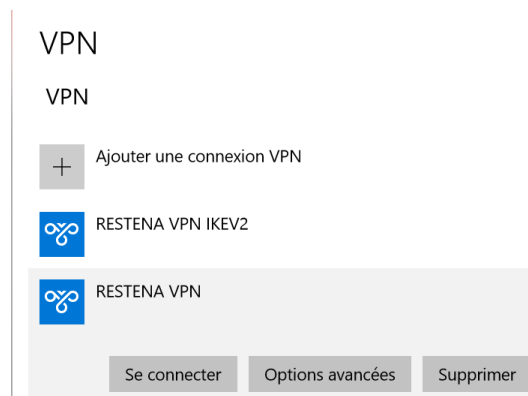 VPN
VPN
Ajouter une connexion VPN
RESTENA VPN IKEV2
RESTENA VPN
Se connecter
Options avancées
Supprimer